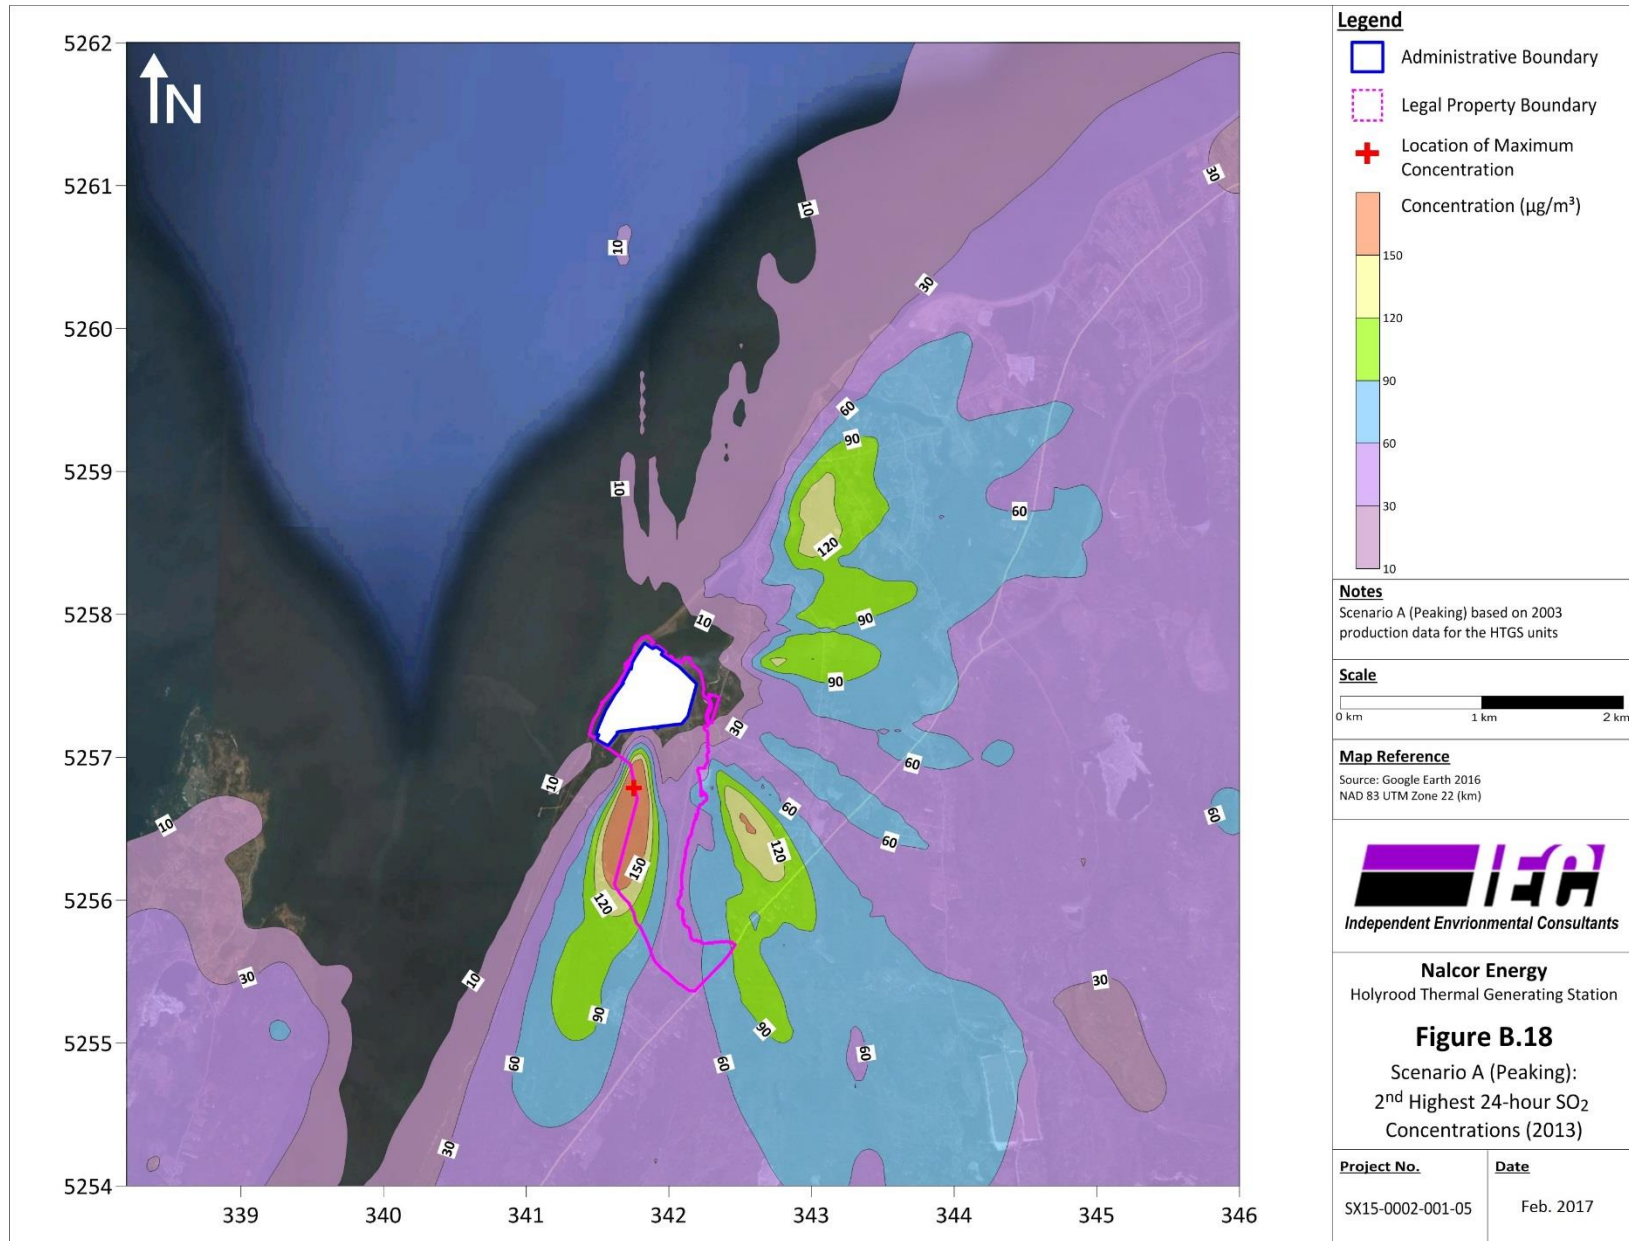 5262
5261
5260
5259
5258
5257
5256
5255
5254
339
340
341
342
343
344
345
346
N
10
10
10
30
30
10
60
90
120
60
90
90
10
30
60
60
60
60
120
150
120
10
10
30
10
90
60
30
60
90
60
30
Legend
Administrative Boundary
Legal Property Boundary
Location of Maximum
Concentration
Concentration (µg/m³)
150
120
90
60
30
10
Notes
Scenario A (Peaking) based on 2003
production data for the HTGS units
Scale
0 km 1 km 2 km
Map Reference
Source: Google Earth 2016
NAD 83 UTM Zone 22 (km)
IEC
Independent Envrionmental Consultants
Nalcor Energy
Holyrood Thermal Generating Station
Figure B.18
Scenario A (Peaking):
2nd Highest 24-hour SO2
Concentrations (2013)
Project No.
SX15-0002-001-05
Date
Feb. 2017